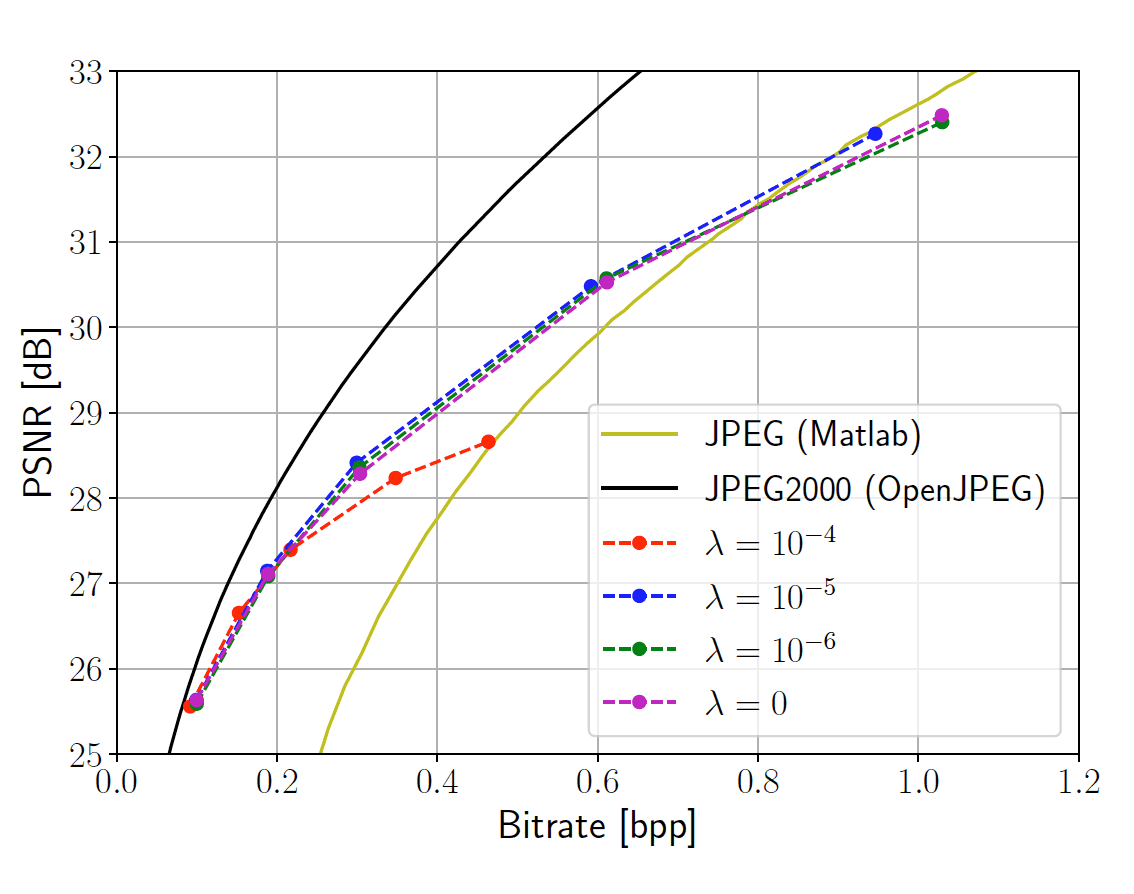 33
32
31
30
29
28
27
26
25
PSNR [dB]
JPEG (Matlab)
JPEG2000 (OpenJPEG)
λ = 10⁻⁴
λ = 10⁻⁵
λ = 10⁻⁶
λ = 0
0.0 0.2 0.4 0.6 0.8 1.0 1.2
Bitrate [bpp]